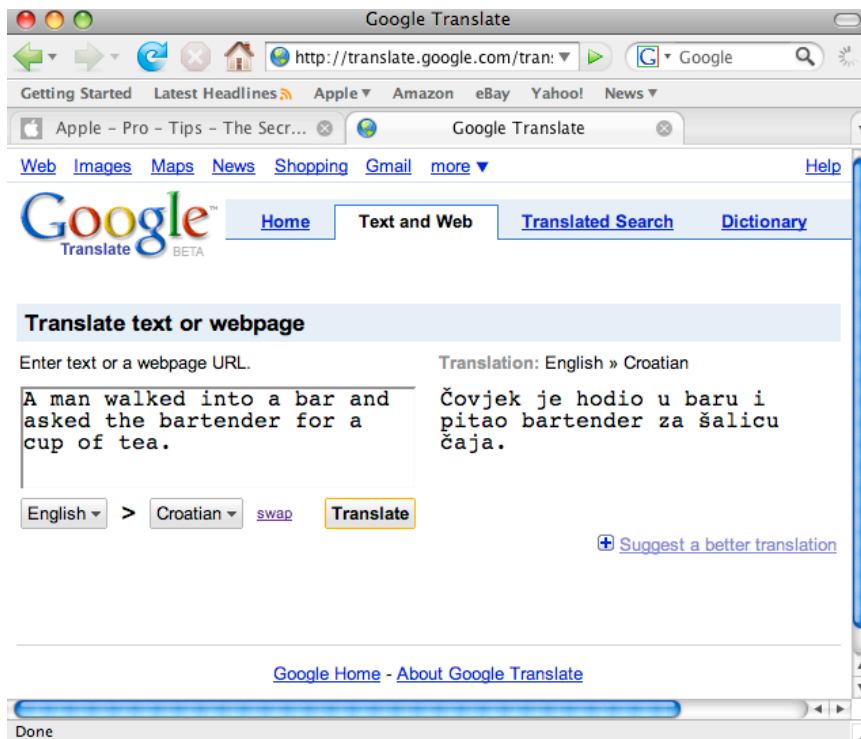 Google Translate
http://translate.google.com/tran:
G Google
Getting Started Latest Headlines Apple Amazon eBay Yahoo! News
Apple – Pro – Tips – The Secr...
Google Translate
Web Images Maps News Shopping Gmail more Help
Google™
Translate BETA
Home Text and Web Translated Search Dictionary
Translate text or webpage
Enter text or a webpage URL.
Translation: English » Croatian
A man walked into a bar and
asked the bartender for a
cup of tea.
Čovjek je hodio u baru i
pitao bartender za šalicu
čaja.
English > Croatian swap Translate
Suggest a better translation
Google Home - About Google Translate
Done